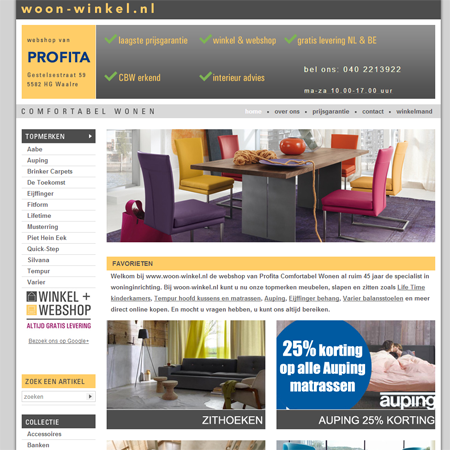 woon-winkel.nl
webshop van
PROFITA
Gestelsestraat 59
5582 HG Waalre
laagste prijsgarantie
winkel & webshop
gratis levering NL & BE
CBW erkend
interieur advies
bel ons: 040 2213922
ma-za 10.00-17.00 uur
COMFORTABEL WONEN
home • over ons • prijsgarantie • contact • winkelmand
TOPMERKEN
Aabe
Auping
Brinker Carpets
De Toekomst
Eijffinger
Fitform
Lifetime
Musterring
Piet Hein Eek
Quick-Step
Silvana
Tempur
Varier
WINKEL +
WEBSHOP
ALTIJD GRATIS LEVERING
Bezoek ons op Google+
ZOEK EEN ARTIKEL
zoeken
COLLECTIE
Accessoires
Banken
FAVORIETEN
Welkom bij www.woon-winkel.nl de webshop van Profita Comfortabel Wonen al ruim 45 jaar de specialist in
woninginrichting. Bij woon-winkel.nl kunt u nu onze topmerken meubelen, slapen en zitten zoals Life Time
kinderkamers, Tempur hoofd kussens en matrassen, Auping, Eijffinger behang, Varier balansstoelen en meer
direct online kopen. En mocht u vragen hebben, u kunt ons altijd bereiken.
ZITHOEKEN
25% korting
op alle Auping
matrassen
auping
AUPING 25% KORTING